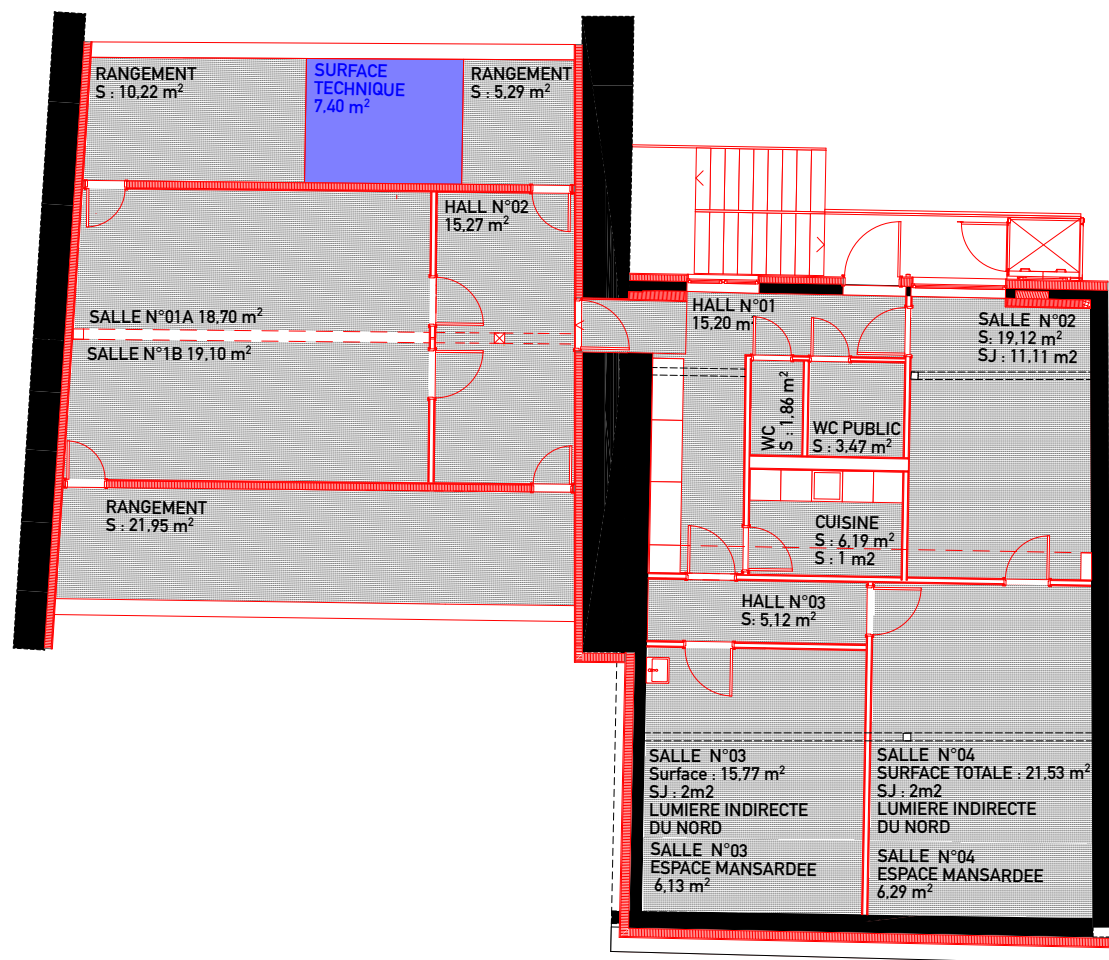 RANGEMENT
S : 10,22 m²
SURFACE
TECHNIQUE
7,40 m²
RANGEMENT
S : 5,29 m²
HALL N°02
15,27 m²
SALLE N°01A 18,70 m²
SALLE N°1B 19,10 m²
RANGEMENT
S : 21,95 m²
HALL N°01
15,20 m²
SALLE N°02
S: 19,12 m²
SJ : 11,11 m2
WC
S : 1,86 m²
WC PUBLIC
S : 3,47 m²
CUISINE
S : 6,19 m²
S : 1 m2
HALL N°03
S: 5,12 m²
SALLE N°03
Surface : 15,77 m²
SJ : 2m2
LUMIERE INDIRECTE
DU NORD
SALLE N°03
ESPACE MANSARDEE
6,13 m²
SALLE N°04
SURFACE TOTALE : 21,53 m²
SJ : 2m2
LUMIERE INDIRECTE
DU NORD
SALLE N°04
ESPACE MANSARDEE
6,29 m²